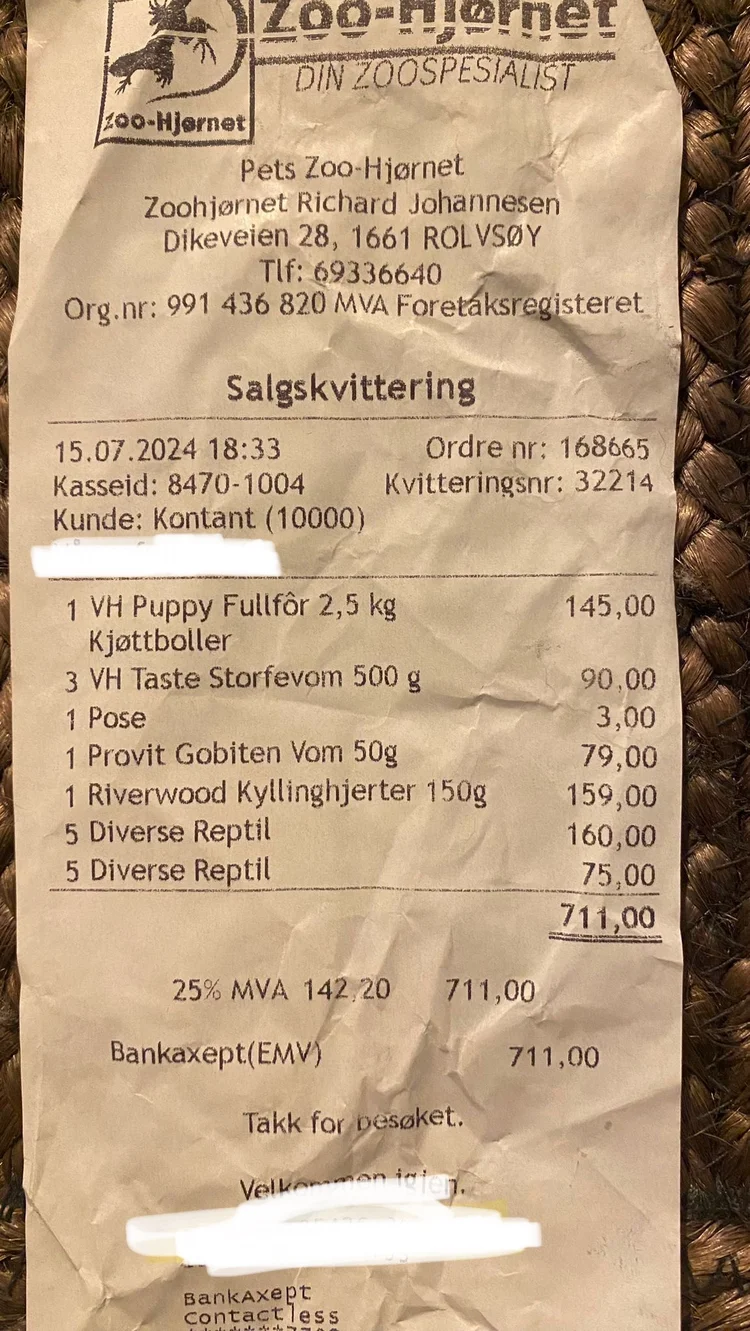 Zoo-Hjørnet
DIN ZOOSPESIALIST
Zoo-Hjørnet
Pets Zoo-Hjørnet
Zoohjørnet Richard Johannesen
Dikeveien 28, 1661 ROLVSØY
Tlf: 69336640
Org.nr: 991 436 820 MVA Foretaksregisteret
Salgskvittering
15.07.2024 18:33 Ordre nr: 168665
Kasseid: 8470-1004 Kvitteringsnr: 32214
Kunde: Kontant (10000)
1 VH Puppy Fullfôr 2,5 kg 145,00
Kjøttboller
3 VH Taste Storfevom 500 g 90,00
1 Pose 3,00
1 Provit Gobiten Vom 50g 79,00
1 Riverwood Kyllinghjerter 150g 159,00
5 Diverse Reptil 160,00
5 Diverse Reptil 75,00
711,00
25% MVA 142,20 711,00
Bankaxept(EMV) 711,00
Takk for besøket.
Velkommen igjen.
BankAxept
Contactless